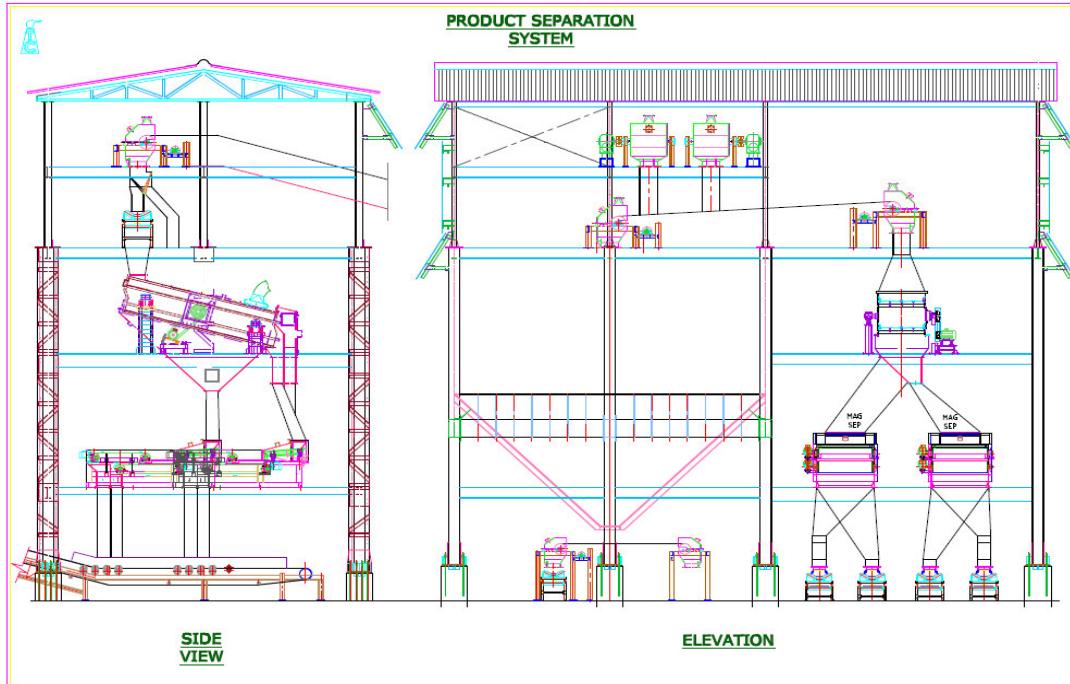 PRODUCT SEPARATION
SYSTEM
MAG
SEP
MAG
SEP
SIDE
VIEW
ELEVATION